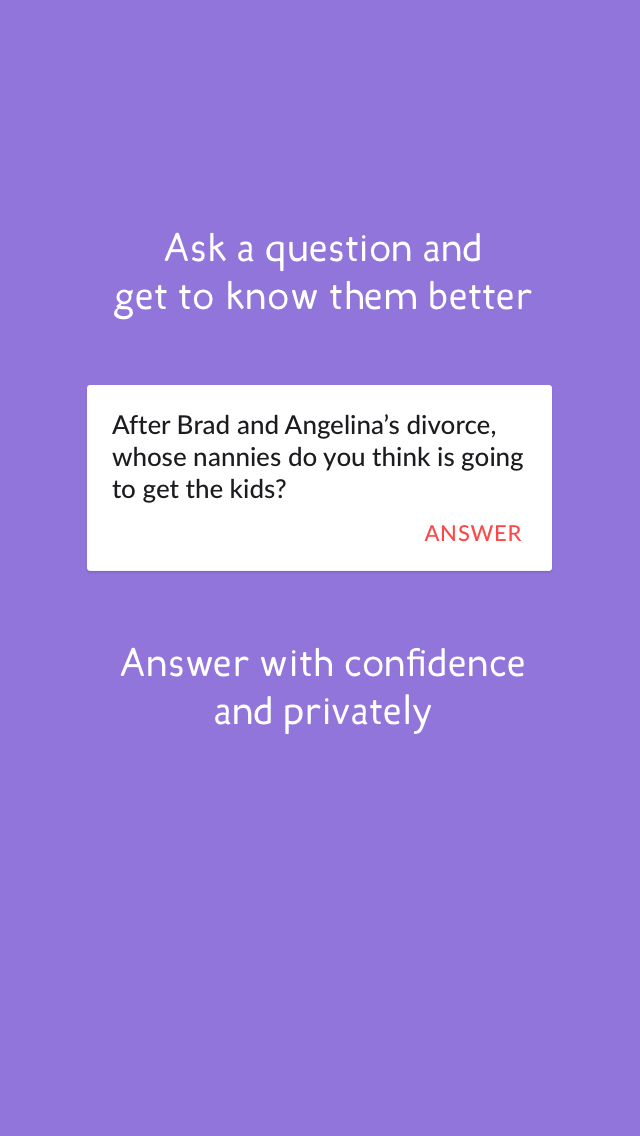 Ask a question and
get to know them better
After Brad and Angelina’s divorce,
whose nannies do you think is going
to get the kids?
ANSWER
Answer with confidence
and privately